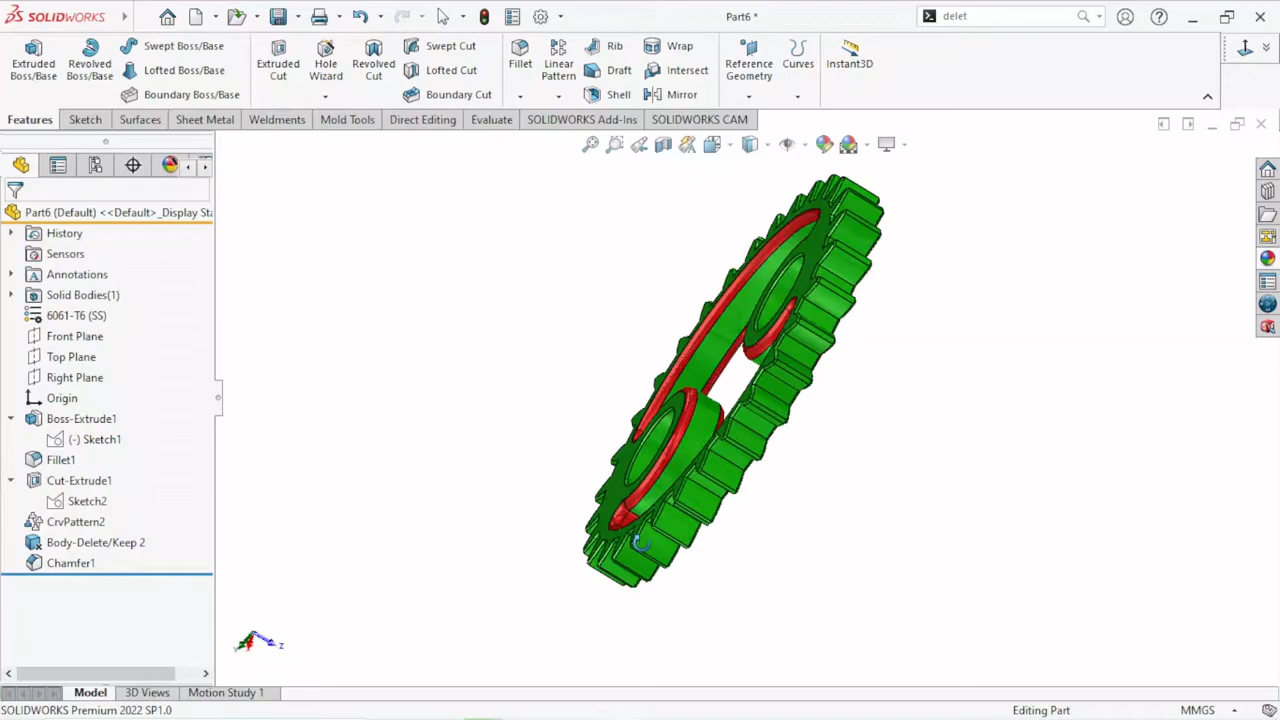 SOLIDWORKS
Part6 *
delet
Extruded Boss/Base
Revolved Boss/Base
Swept Boss/Base
Lofted Boss/Base
Boundary Boss/Base
Extruded Cut
Hole Wizard
Revolved Cut
Swept Cut
Lofted Cut
Boundary Cut
Fillet
Linear Pattern
Rib
Draft
Shell
Wrap
Intersect
Mirror
Reference Geometry
Curves
Instant3D
Features
Sketch
Surfaces
Sheet Metal
Weldments
Mold Tools
Direct Editing
Evaluate
SOLIDWORKS Add-Ins
SOLIDWORKS CAM
Part6 (Default) <<Default>_Display Sta
History
Sensors
Annotations
Solid Bodies(1)
6061-T6 (SS)
Front Plane
Top Plane
Right Plane
Origin
Boss-Extrude1
(-) Sketch1
Fillet1
Cut-Extrude1
Sketch2
CrvPattern2
Body-Delete/Keep 2
Chamfer1
z
Model
3D Views
Motion Study 1
SOLIDWORKS Premium 2022 SP1.0
Editing Part
MMGS